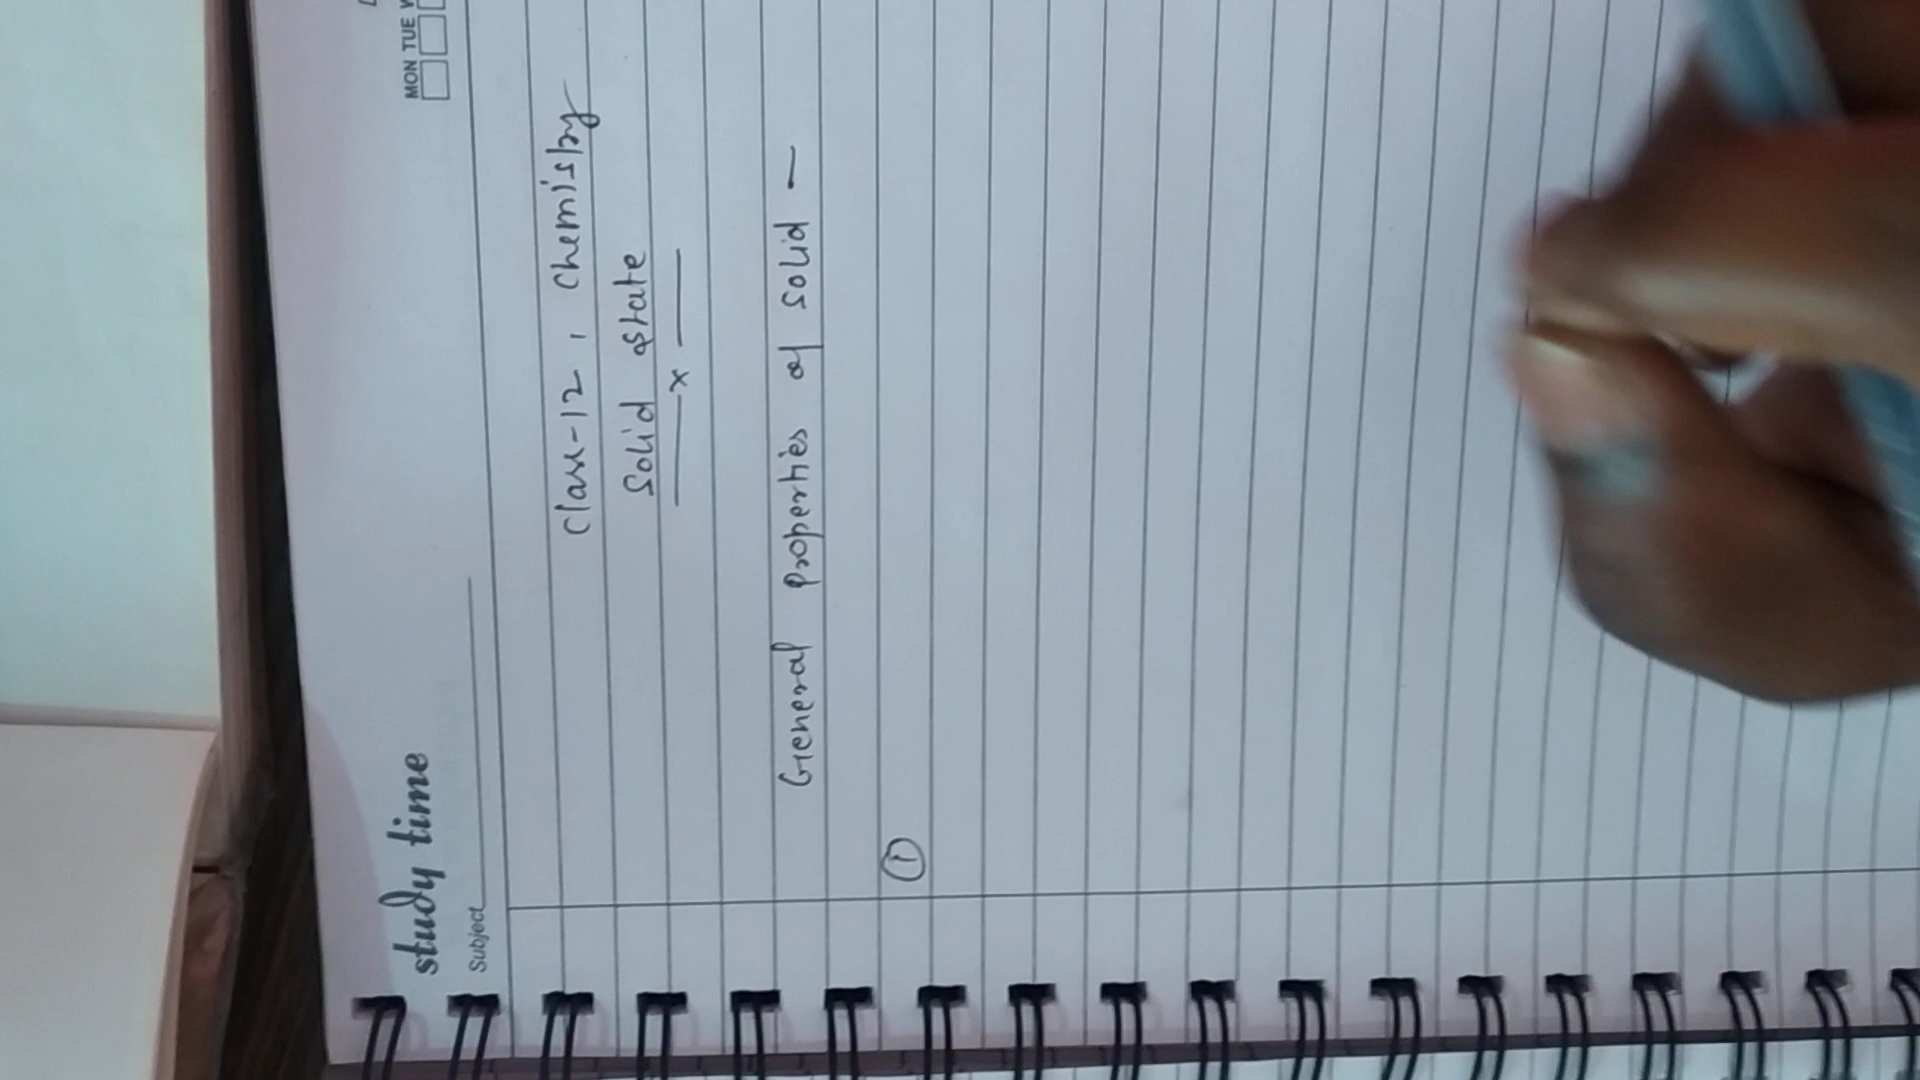 MON TUE
study time
Subject
Class-12, Chemistry
Solid state
x
General properties of solid -
①